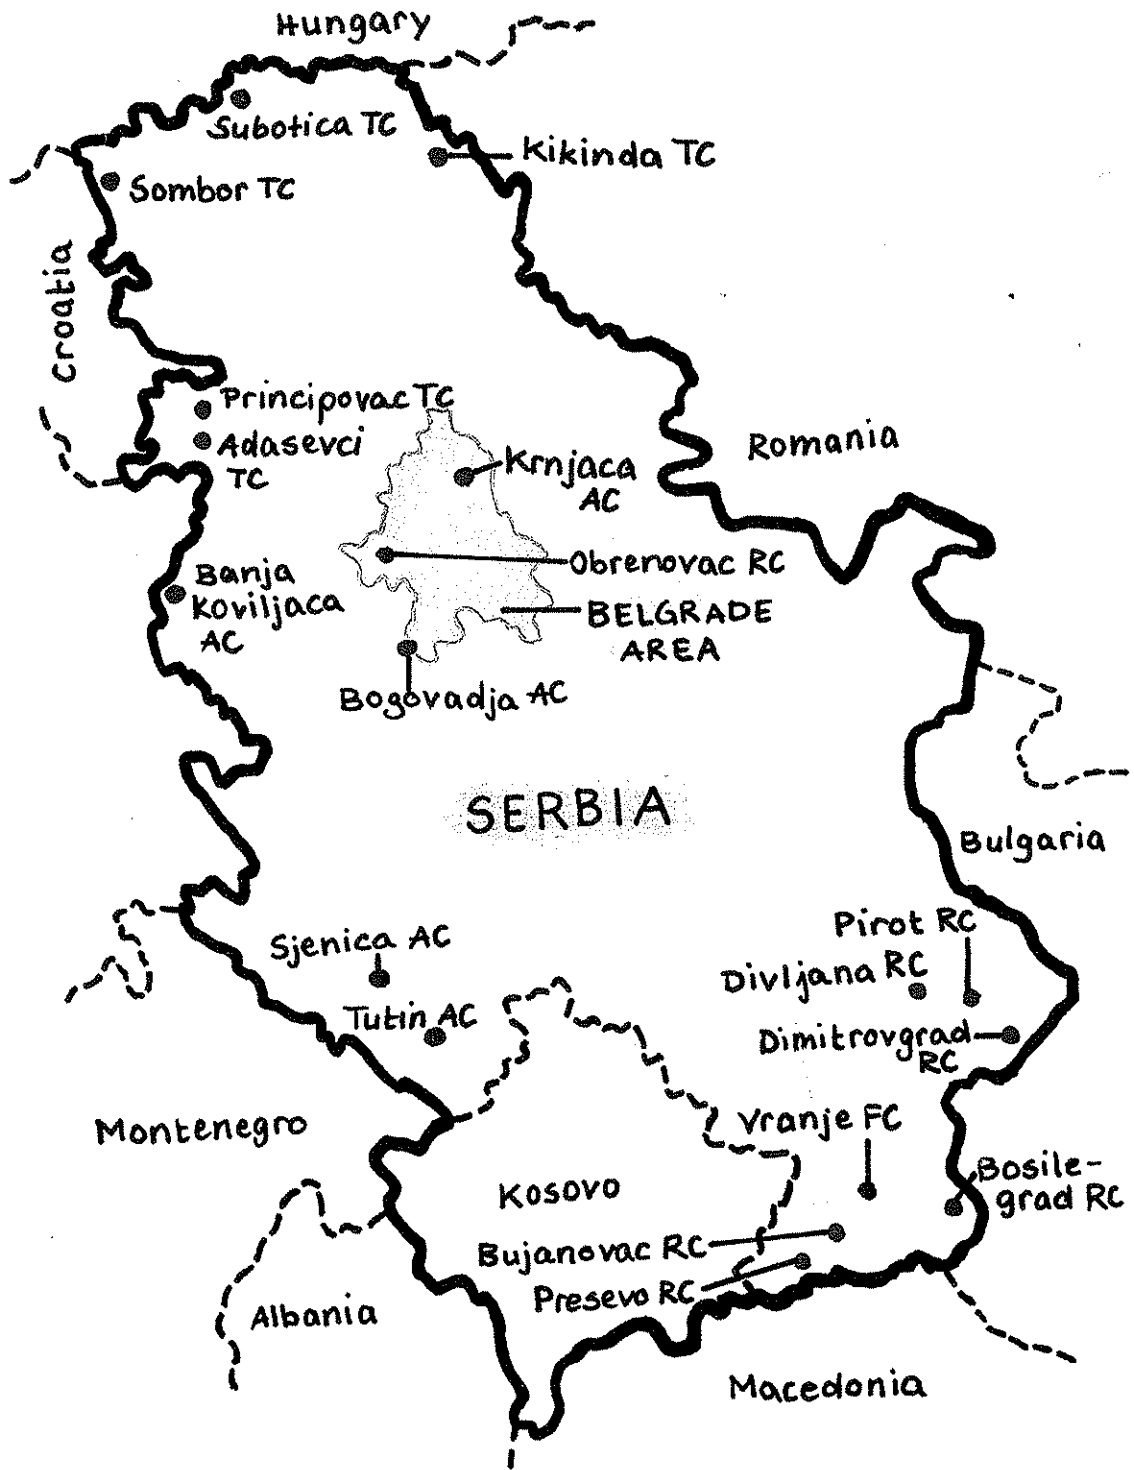 Hungary
Subotica TC
Kikinda TC
Sombor TC
Croatia
Principovac TC
Adasevci
TC
Romania
Krnjaca
AC
Obrenovac RC
Banja
Koviljaca
AC
BELGRADE
AREA
Bogovadja AC
SERBIA
Bulgaria
Pirot RC
Sjenica AC
Divljana RC
Tutin AC
Dimitrovgrad
RC
Montenegro
Vranje FC
Bosile-
grad RC
Kosovo
Bujanovac RC
Presevo RC
Albania
Macedonia